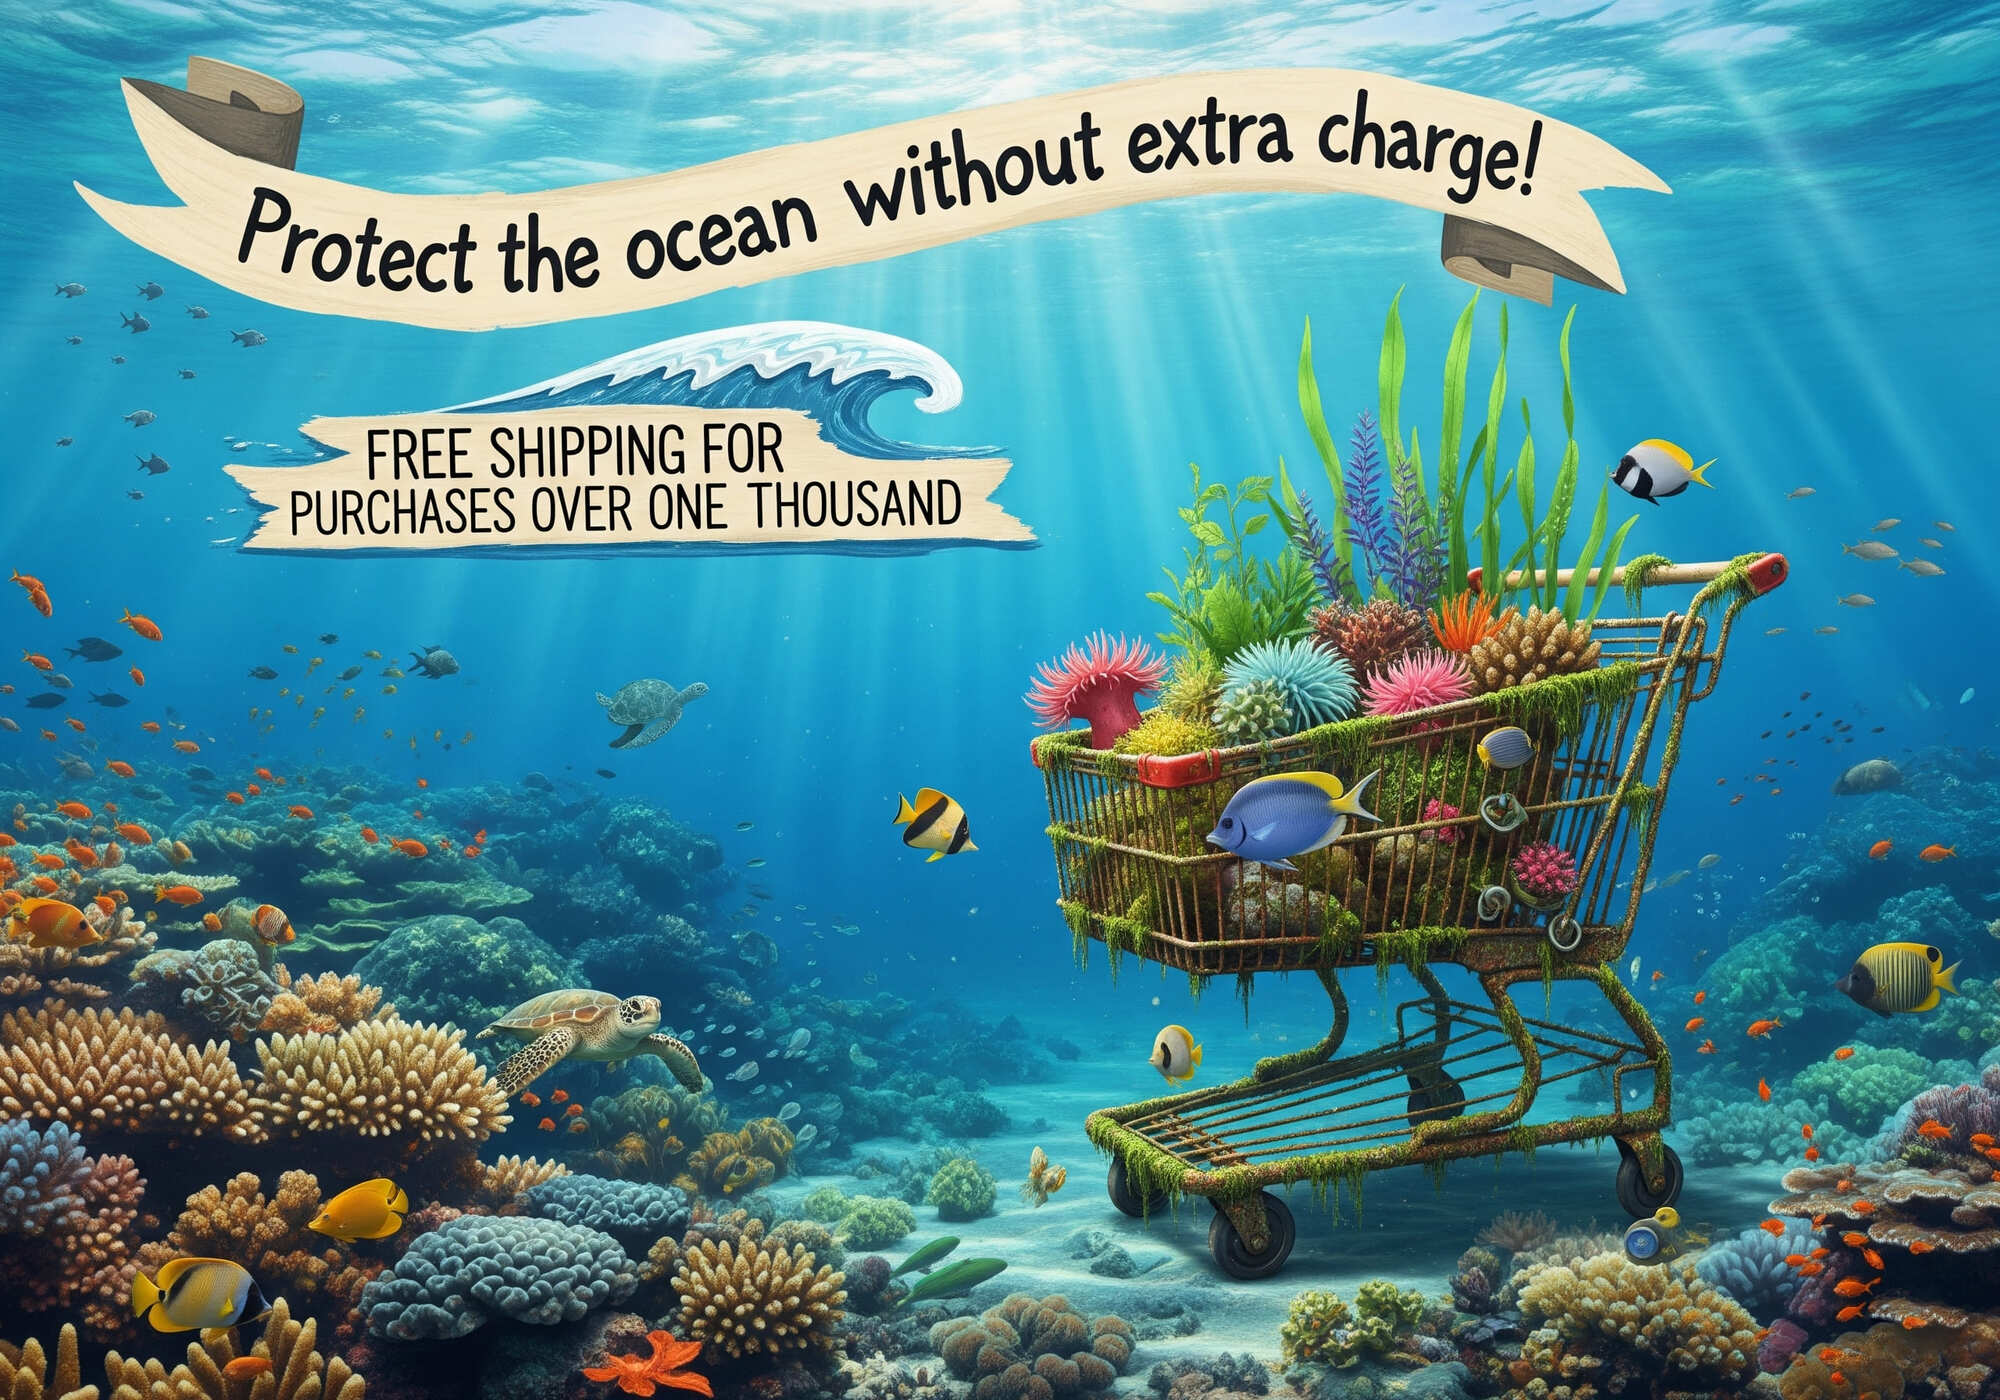 Protect the ocean without extra charge!
FREE SHIPPING FOR
PURCHASES OVER ONE THOUSAND